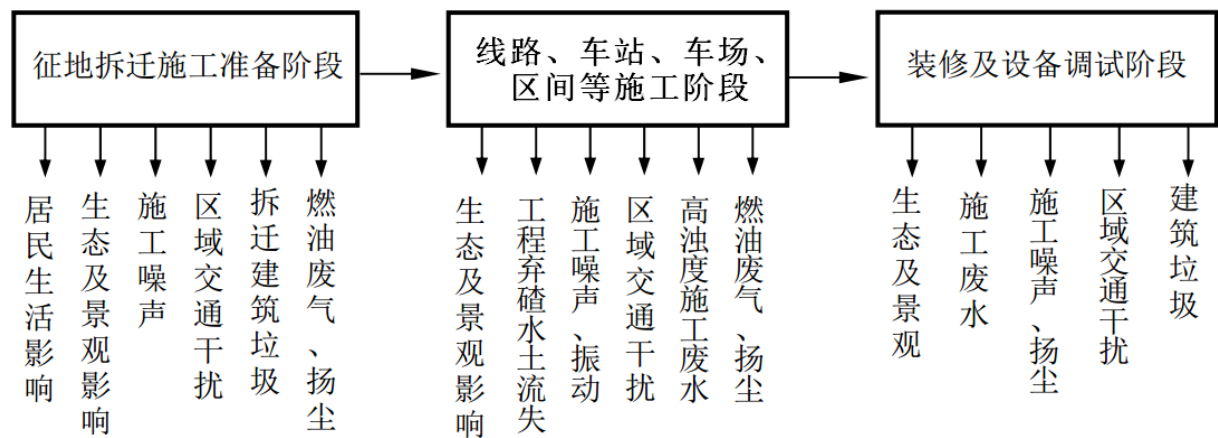 征地拆迁施工准备阶段
线路、车站、车场、
区间等施工阶段
装修及设备调试阶段
居民生活影响
生态及景观影响
施工噪声
区域交通干扰
拆迁建筑垃圾
燃油废气、扬尘
生态及景观影响
工程弃碴水土流失
施工噪声、振动
区域交通干扰
高浊度施工废水
燃油废气、扬尘
生态及景观
施工废水
施工噪声、扬尘
区域交通干扰
建筑垃圾